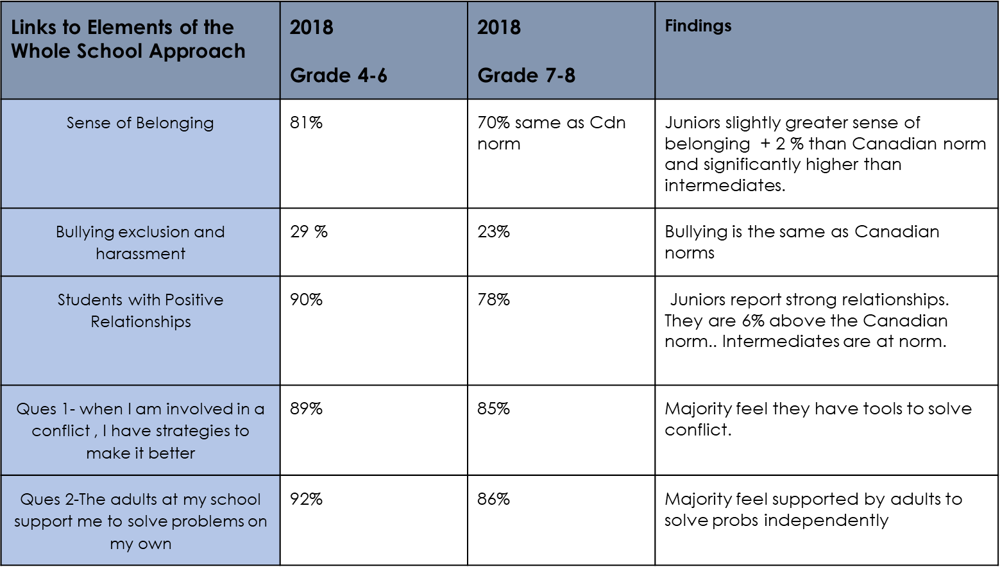 Links to Elements of the
Whole School Approach
2018
Grade 4-6
2018
Grade 7-8
Findings
Sense of Belonging
81%
70% same as Cdn
norm
Juniors slightly greater sense of
belonging + 2 % than Canadian norm
and significantly higher than
intermediates.
Bullying exclusion and
harassment
29 %
23%
Bullying is the same as Canadian
norms
Students with Positive
Relationships
90%
78%
Juniors report strong relationships.
They are 6% above the Canadian
norm.. Intermediates are at norm.
Ques 1- when I am involved in a
conflict , I have strategies to
make it better
89%
85%
Majority feel they have tools to solve
conflict.
Ques 2-The adults at my school
support me to solve problems on
my own
92%
86%
Majority feel supported by adults to
solve probs independently